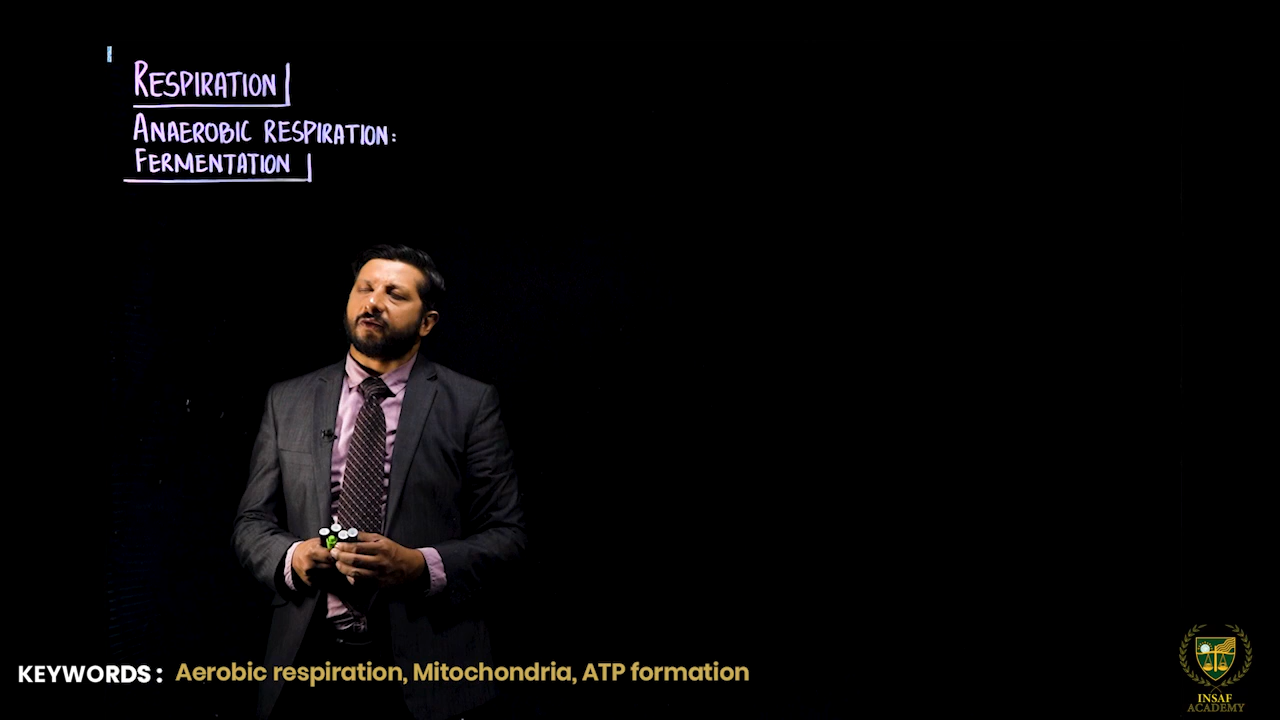 RESPIRATION
ANAEROBIC RESPIRATION:
FERMENTATION
KEYWORDS : Aerobic respiration, Mitochondria, ATP formation
INSAF
ACADEMY